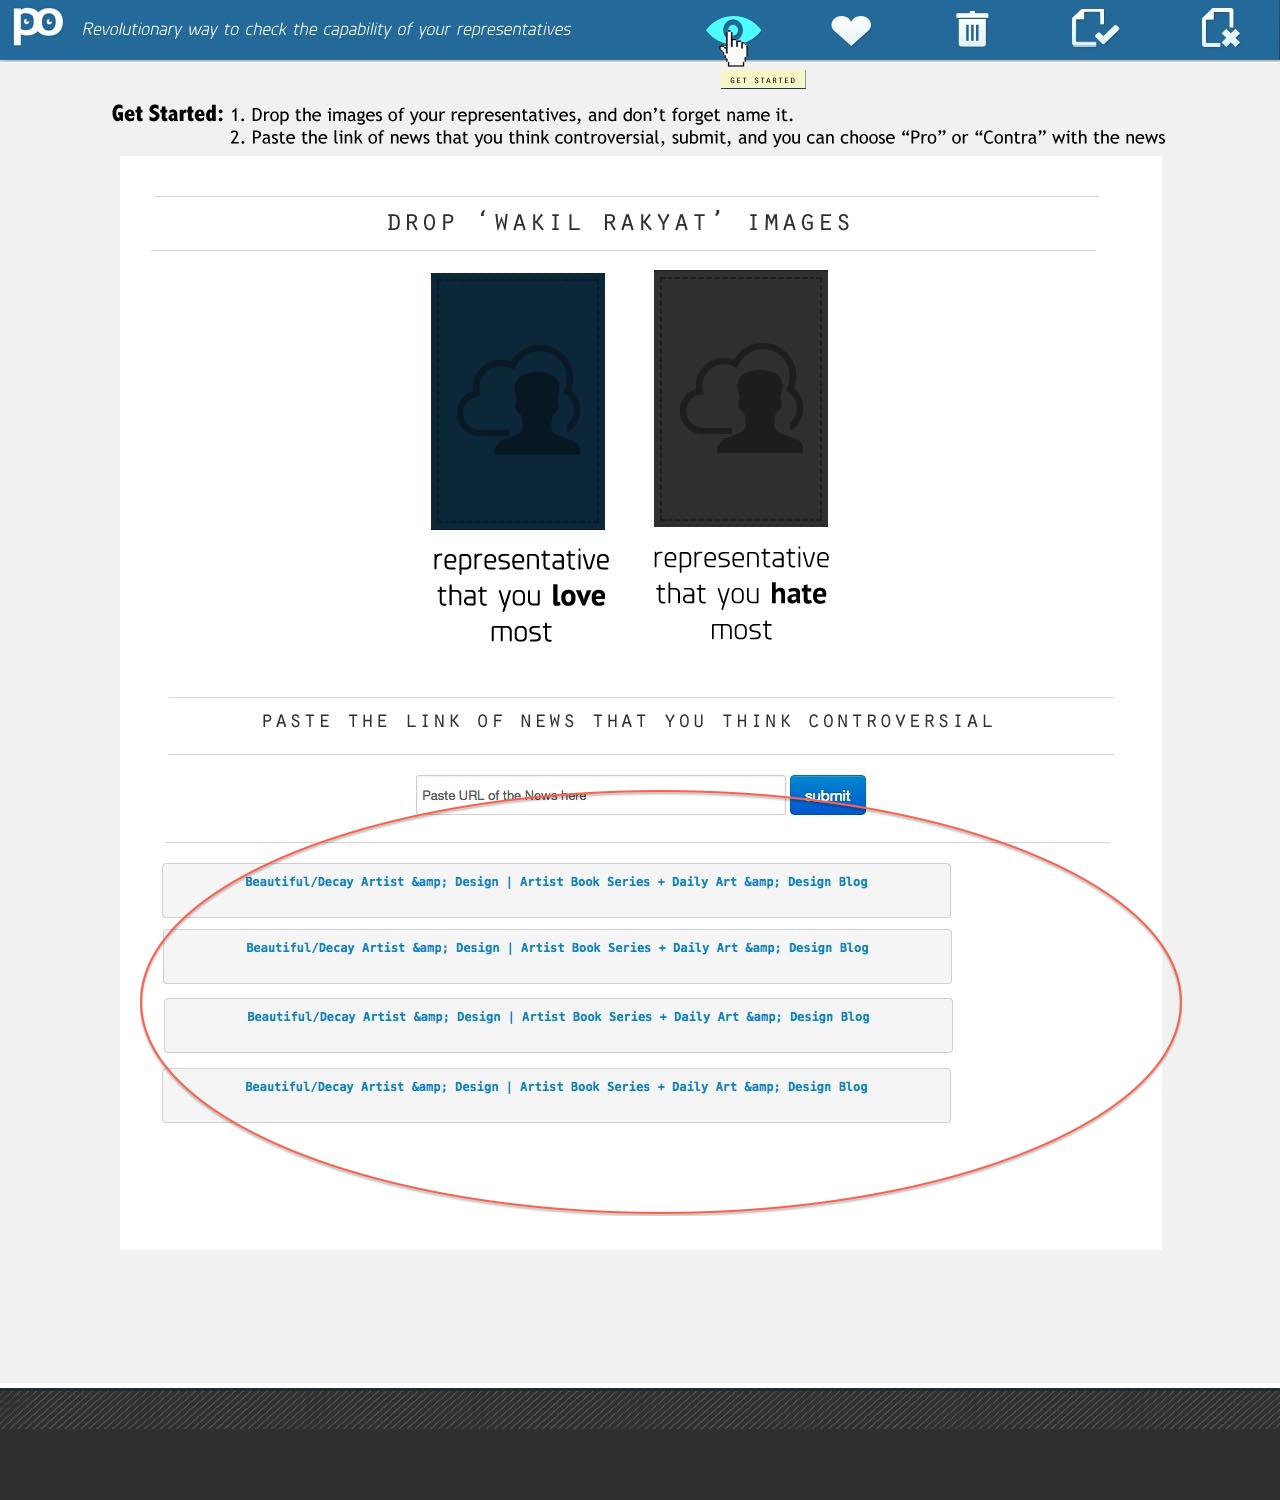 po Revolutionary way to check the capability of your representatives
GET STARTED
Get Started: 1. Drop the images of your representatives, and don’t forget name it.
2. Paste the link of news that you think controversial, submit, and you can choose “Pro” or “Contra” with the news
DROP ‘WAKIL RAKYAT’ IMAGES
representative
that you love
most
representative
that you hate
most
PASTE THE LINK OF NEWS THAT YOU THINK CONTROVERSIAL
Paste URL of the News here submit
Beautiful/Decay Artist &amp; Design | Artist Book Series + Daily Art &amp; Design Blog
Beautiful/Decay Artist &amp; Design | Artist Book Series + Daily Art &amp; Design Blog
Beautiful/Decay Artist &amp; Design | Artist Book Series + Daily Art &amp; Design Blog
Beautiful/Decay Artist &amp; Design | Artist Book Series + Daily Art &amp; Design Blog